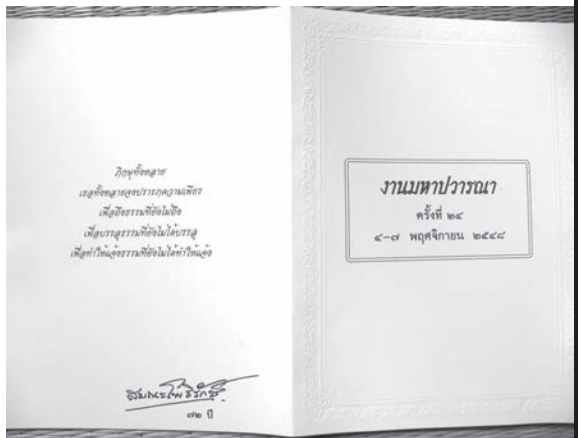 ภิกษุทั้งหลาย
เธอทั้งหลายจงปรารภความเพียร
เพื่อถึงธรรมที่ยังไม่ถึง
เพื่อบรรลุธรรมที่ยังไม่ได้บรรลุ
เพื่อทำให้แจ้งธรรมที่ยังไม่ได้ทำให้แจ้ง
สมณะโพธิรักษ์
๗๒ ปี
งานมหาปวารณา
ครั้งที่ ๒๔
๔-๗ พฤศจิกายน ๒๕๔๘